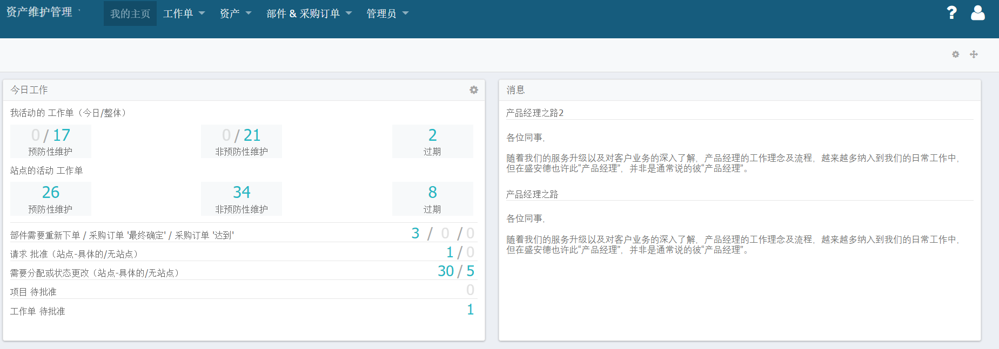 资产维护管理 我的主页 工作单 资产 部件 & 采购订单 管理员 ?
今日工作
我活动的 工作单（今日/整体）
0 / 17 0 / 21 2
预防性维护 非预防性维护 过期
站点的活动 工作单
26 34 8
预防性维护 非预防性维护 过期
部件需要重新下单 / 采购订单 '最终确定' / 采购订单 '达到' 3 / 0 / 0
请求 批准（站点-具体的/无站点） 1 / 0
需要分配或状态更改（站点-具体的/无站点） 30 / 5
项目 待批准 0
工作单 待批准 1
消息
产品经理之路2
各位同事，
随着我们的服务升级以及对客户业务的深入了解，产品经理的工作理念及流程，越来越多纳入到我们的日常工作中，
但在盛安德也许此“产品经理”，并非是通常说的彼“产品经理”。
产品经理之路
各位同事，
随着我们的服务升级以及对客户业务的深入了解，产品经理的工作理念及流程，越来越多纳入到我们的日常工作中，
但在盛安德也许此“产品经理”，并非是通常说的彼“产品经理”。